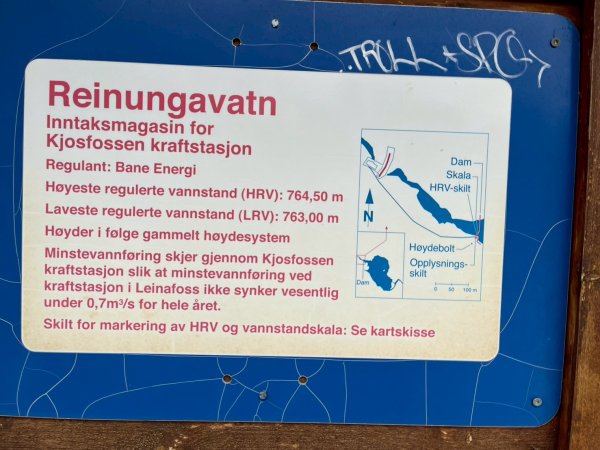 TROLL + SPO
Reinungavatn
Inntaksmagasin for
Kjosfossen kraftstasjon
Regulant: Bane Energi
Høyeste regulerte vannstand (HRV): 764,50 m
Laveste regulerte vannstand (LRV): 763,00 m
Høyder i følge gammelt høydesystem
Minstevannføring skjer gjennom Kjosfossen
kraftstasjon slik at minstevannføring ved
kraftstasjon i Leinafoss ikke synker vesentlig
under 0,7m³/s for hele året.
Skilt for markering av HRV og vannstandskala: Se kartskisse
Dam
Skala
HRV-skilt
N
Høydebolt
Opplysnings-
skilt
Dam
0 50 100 m